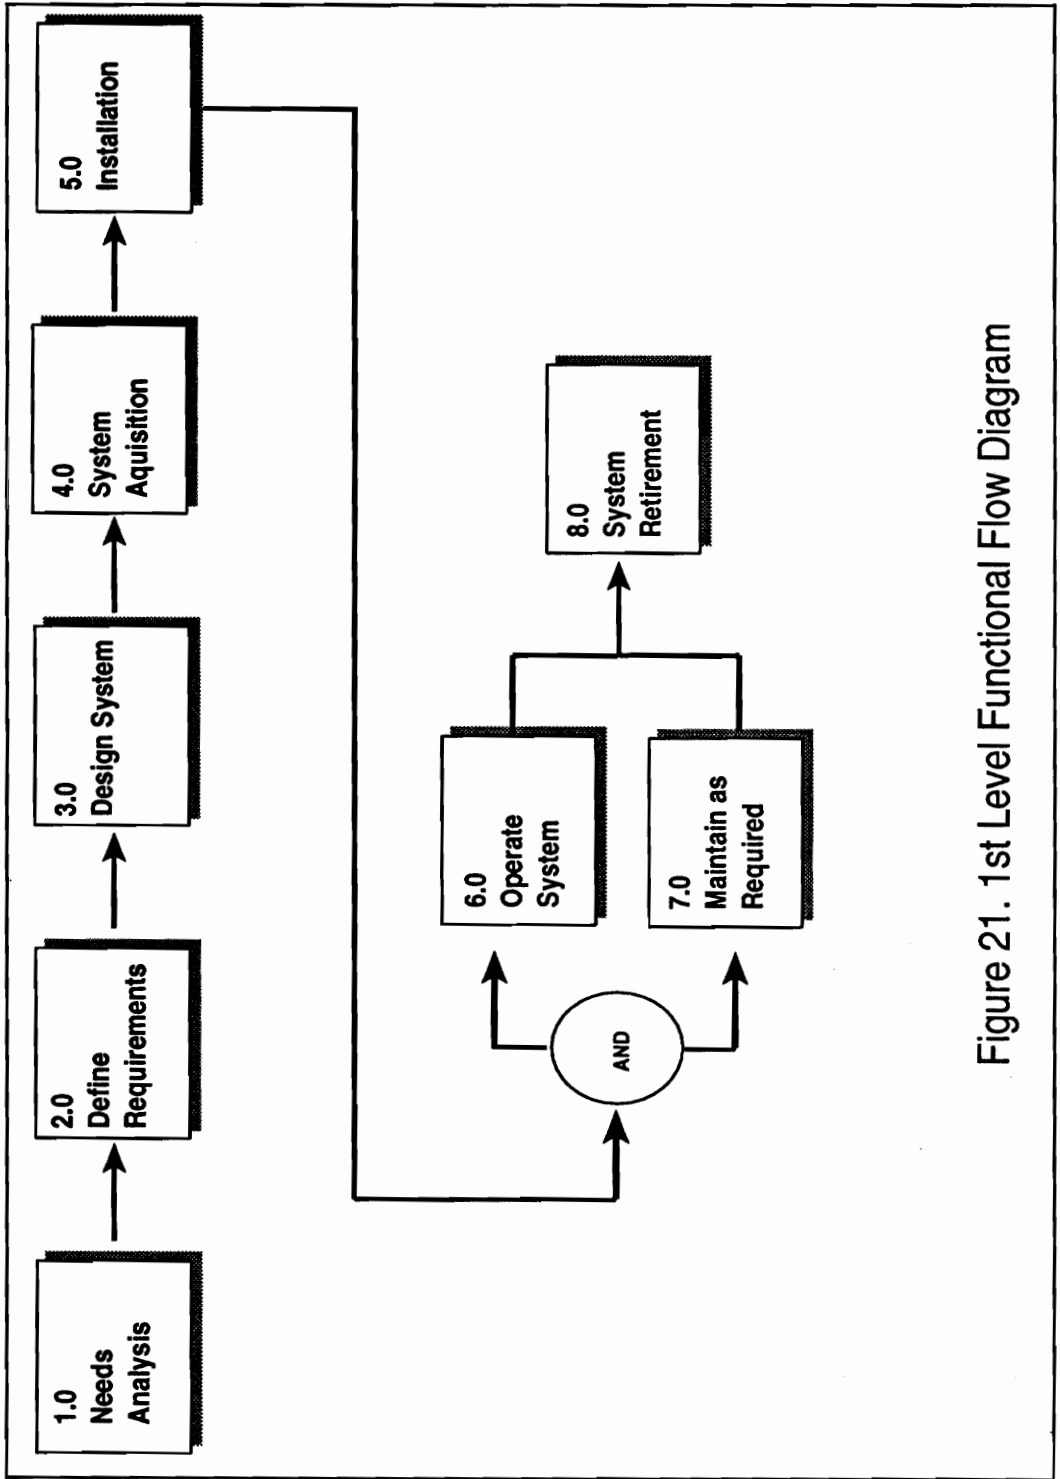 1.0
Needs
Analysis
2.0
Define
Requirements
3.0
Design System
4.0
System
Aquisition
5.0
Installation
AND
6.0
Operate
System
7.0
Maintain as
Required
8.0
System
Retirement
Figure 21. 1st Level Functional Flow Diagram